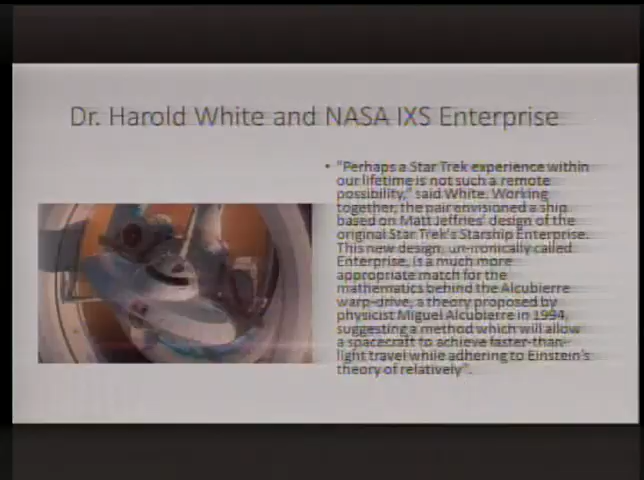 Dr. Harold White and NASA IXS Enterprise
• "Perhaps a Star Trek experience within
our lifetime is not such a remote
possibility," said White. Working
together, the pair envisioned a ship
based on Matt Jeffries' design of the
original Star Trek's Starship Enterprise.
This new design, un-ironically called
Enterprise, is a much more
appropriate match for the
mathematics behind the Alcubierre
warp-drive, a theory proposed by
physicist Miguel Alcubierre in 1994,
suggesting a method which will allow
a spacecraft to achieve faster-than-
light travel while adhering to Einstein's
theory of relatively".